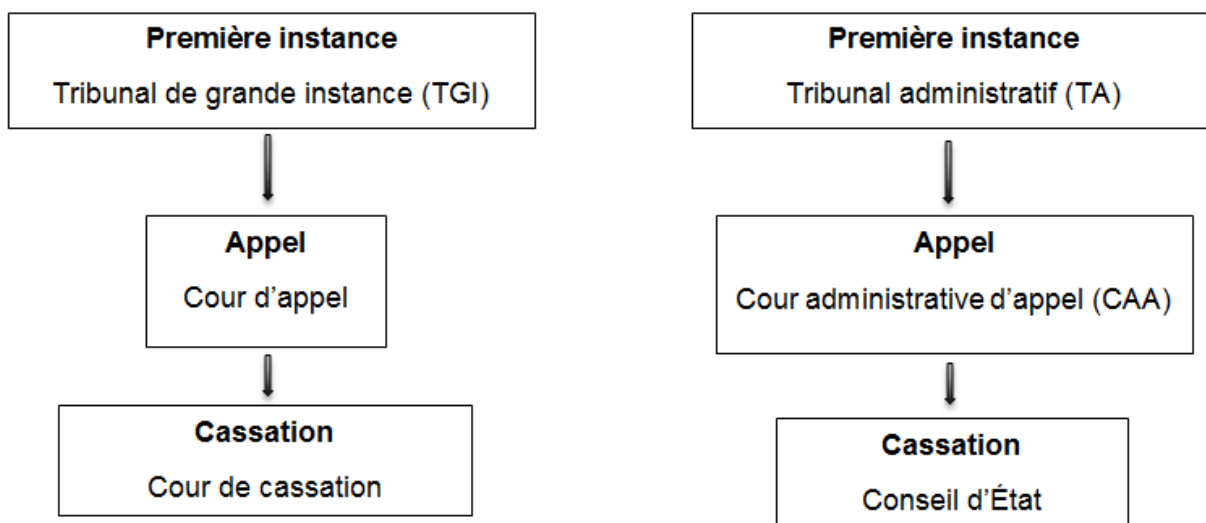 Première instance
Tribunal de grande instance (TGI)
Appel
Cour d'appel
Cassation
Cour de cassation
Première instance
Tribunal administratif (TA)
Appel
Cour administrative d'appel (CAA)
Cassation
Conseil d'État